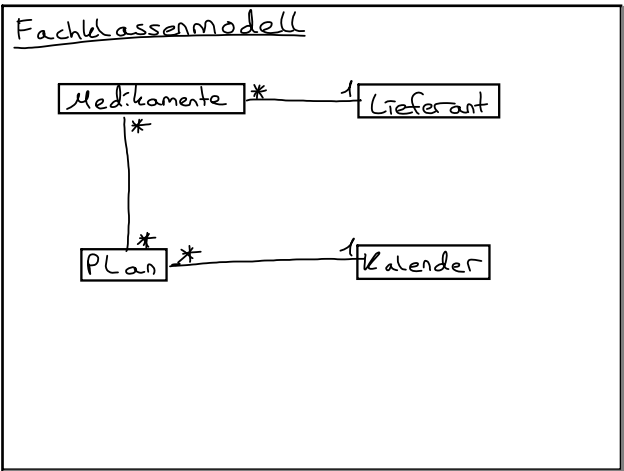 Fachklassenmodell
Medikamente * 1 Lieferant
*
*
Plan * 1 Kalender